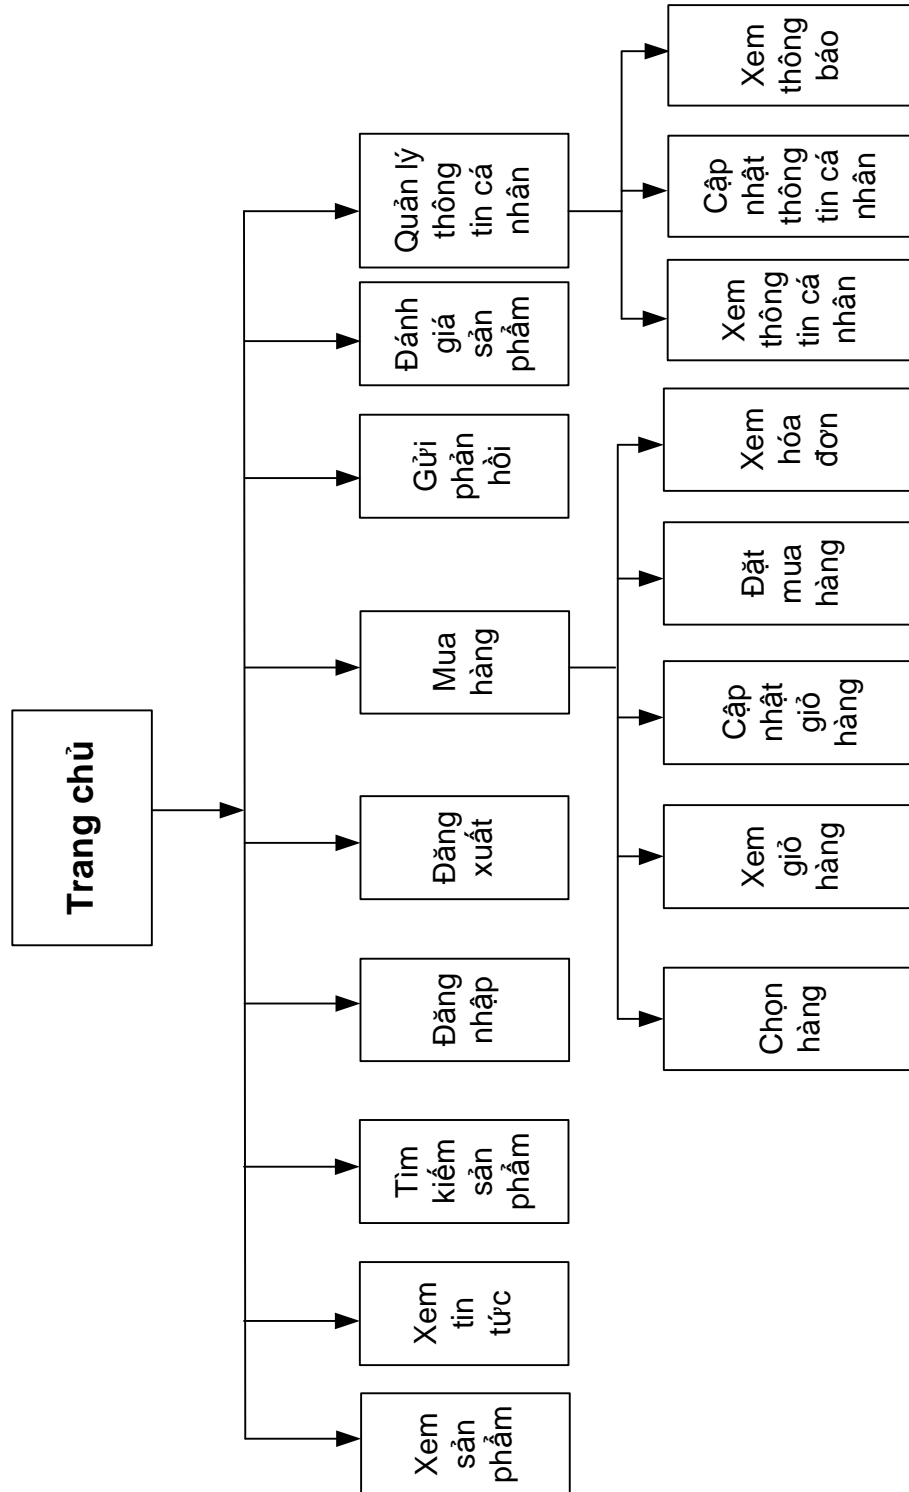 Trang chủ
Xem
sản
phẩm
Xem
tin
tức
Tìm
kiếm
sản
phẩm
Đăng
nhập
Đăng
xuất
Mua
hàng
Gửi
phản
hồi
Đánh
giá
sản
phẩm
Quản lý
thông
tin cá
nhân
Chọn
hàng
Xem
giỏ
hàng
Cập
nhật
giỏ
hàng
Đặt
mua
hàng
Xem
hóa
đơn
Xem
thông
tin cá
nhân
Cập
nhật
thông
tin cá
nhân
Xem
thông
báo